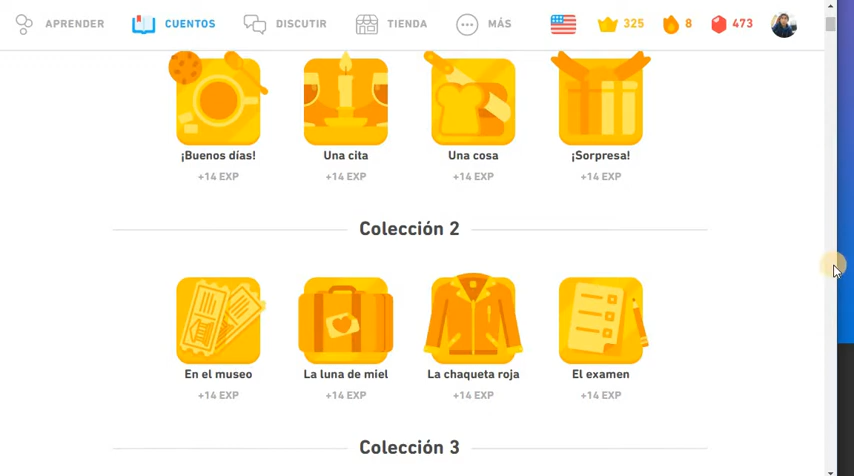 APRENDER CUENTOS DISCUTIR TIENDA MÁS 325 8 473
¡Buenos días! Una cita Una cosa ¡Sorpresa!
+14 EXP +14 EXP +14 EXP +14 EXP
Colección 2
En el museo La luna de miel La chaqueta roja El examen
+14 EXP +14 EXP +14 EXP +14 EXP
Colección 3